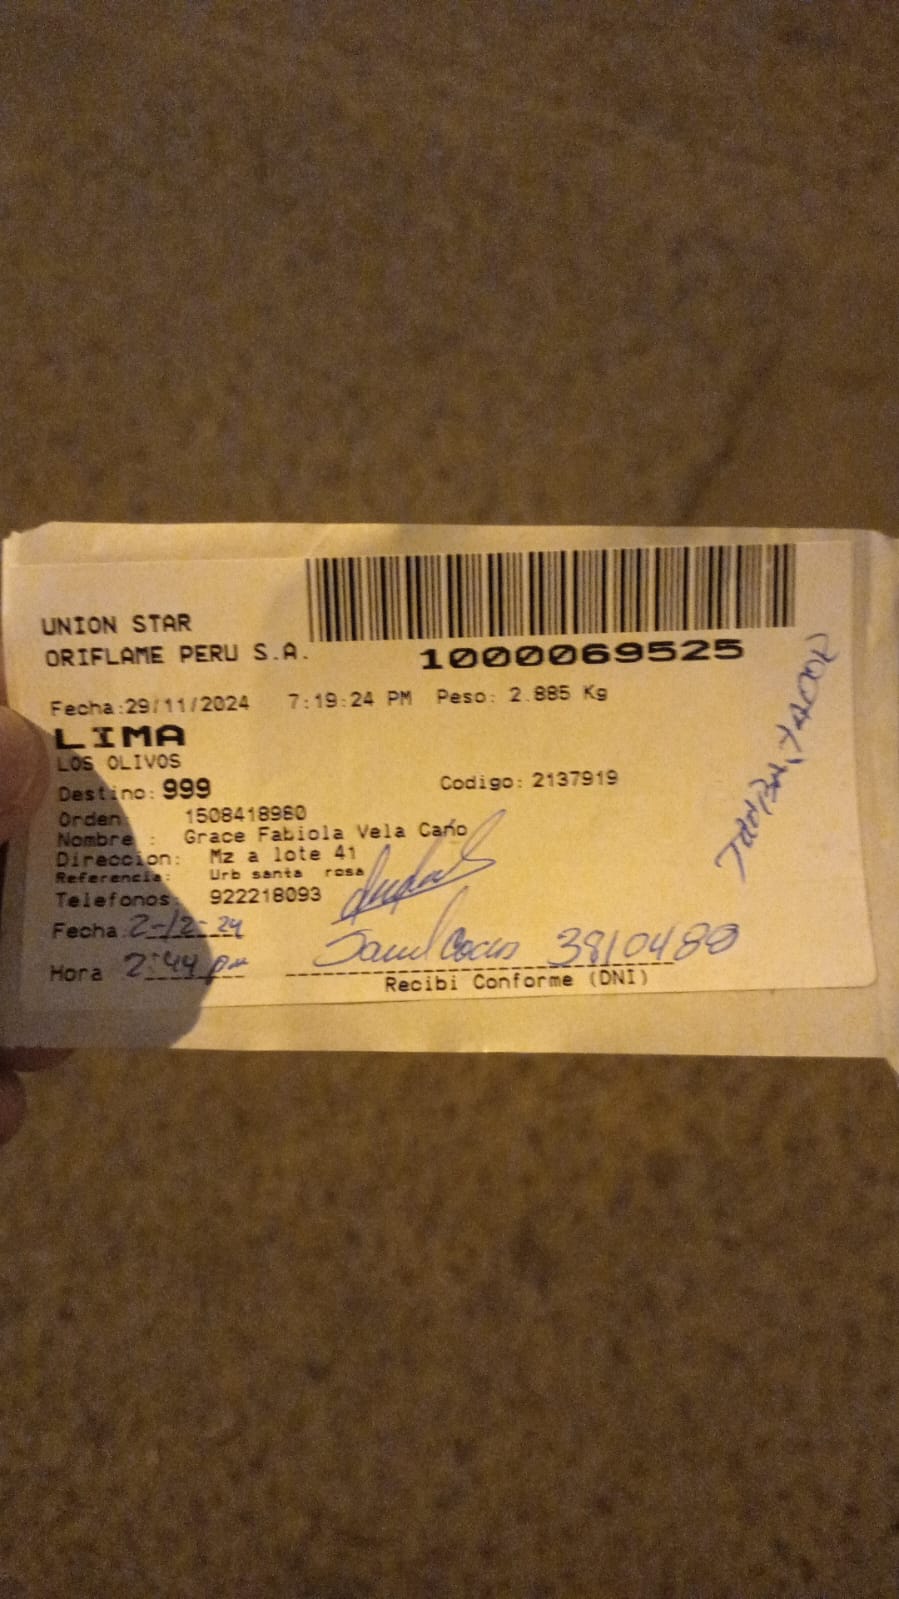 UNION STAR
ORIFLAME PERU S.A.
1000069525
Fecha:29/11/2024 7:19:24 PM Peso: 2.885 Kg
LIMA
LOS OLIVOS
Destino: 999 Codigo: 2137919
Orden 1508418980
Nombre : Grace Fabiola Vela Caño
Direccion: Mz a lote 41
Referencia: Urb santa rosa
Telefonos: 922218093
Fecha 2-12-24
Hora 2:44 pm
Recibi Conforme (DNI)